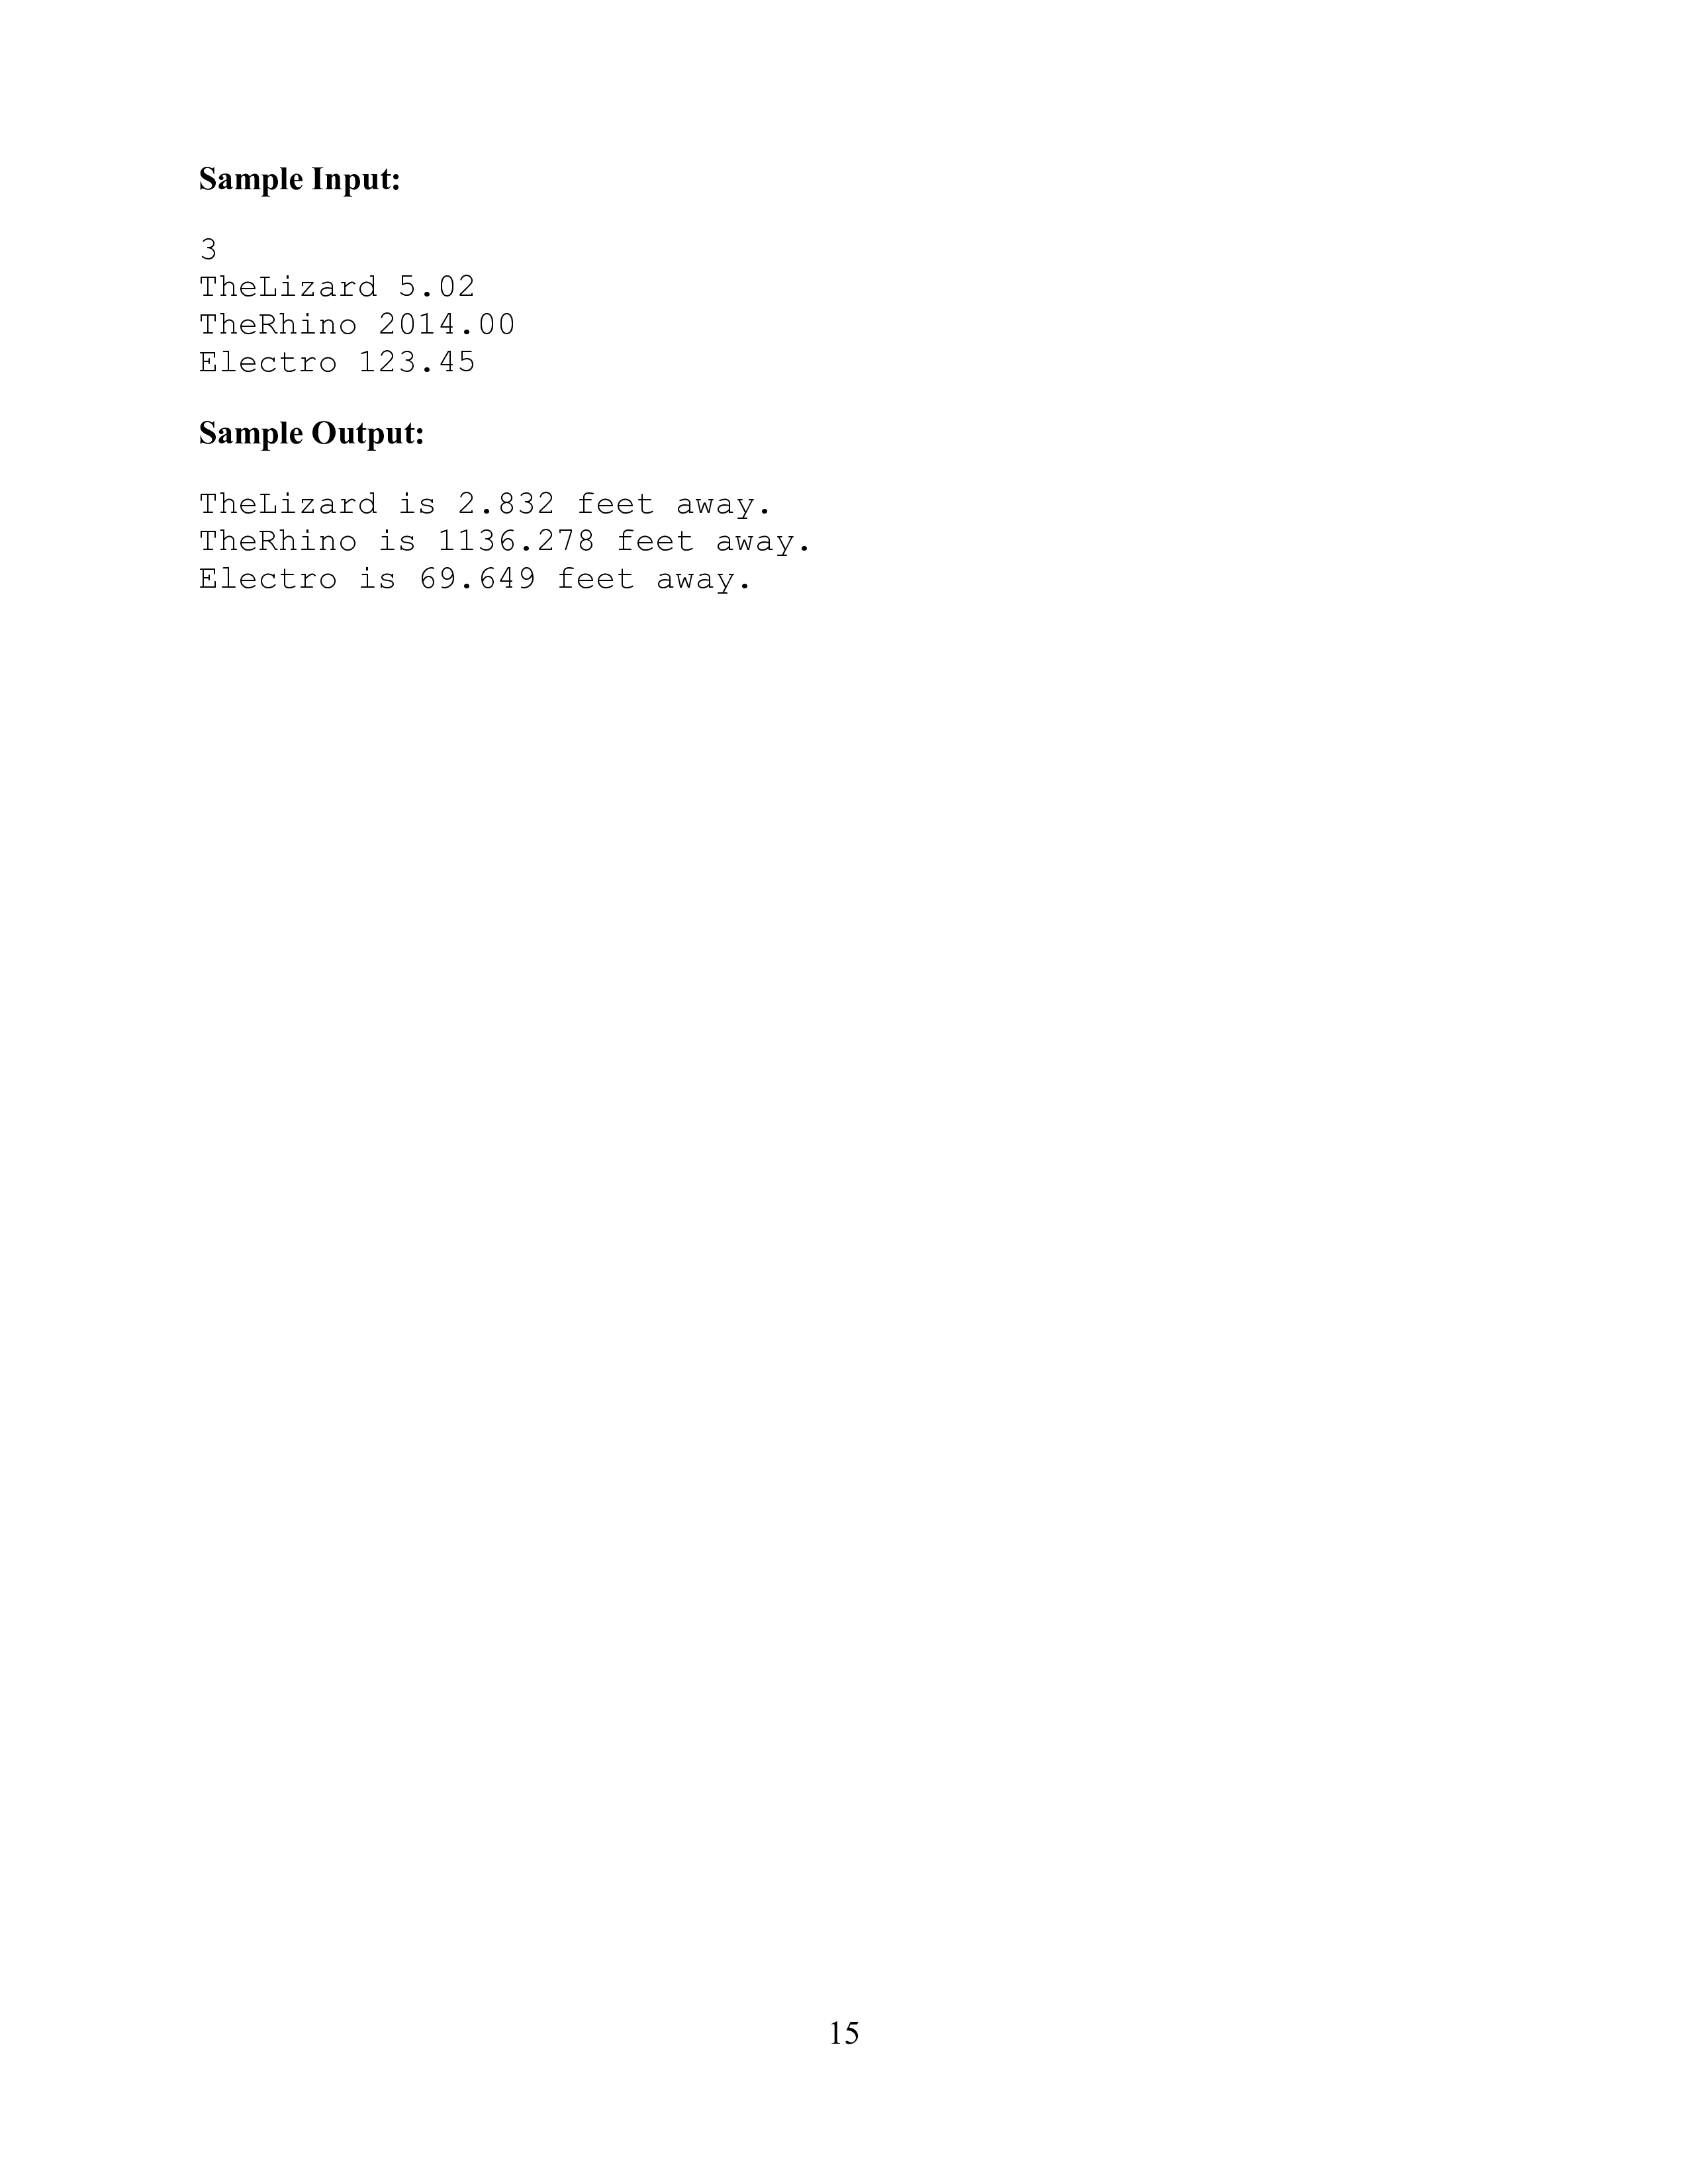 Sample Input:
3
TheLizard 5.02
TheRhino 2014.00
Electro 123.45
Sample Output:
TheLizard is 2.832 feet away.
TheRhino is 1136.278 feet away.
Electro is 69.649 feet away.
15